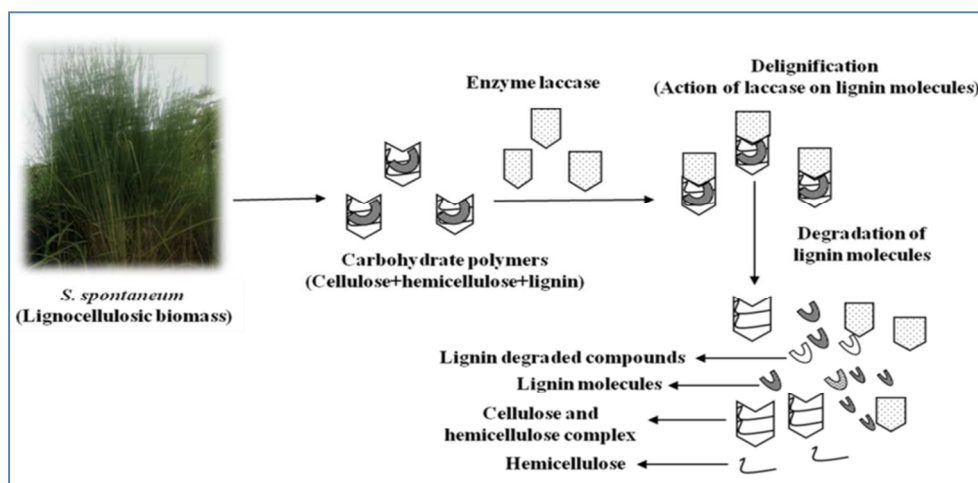 Enzyme laccase
Delignification
(Action of laccase on lignin molecules)
Carbohydrate polymers
(Cellulose+hemicellulose+lignin)
Degradation of
lignin molecules
S. spontaneum
(Lignocellulosic biomass)
Lignin degraded compounds
Lignin molecules
Cellulose and
hemicellulose complex
Hemicellulose